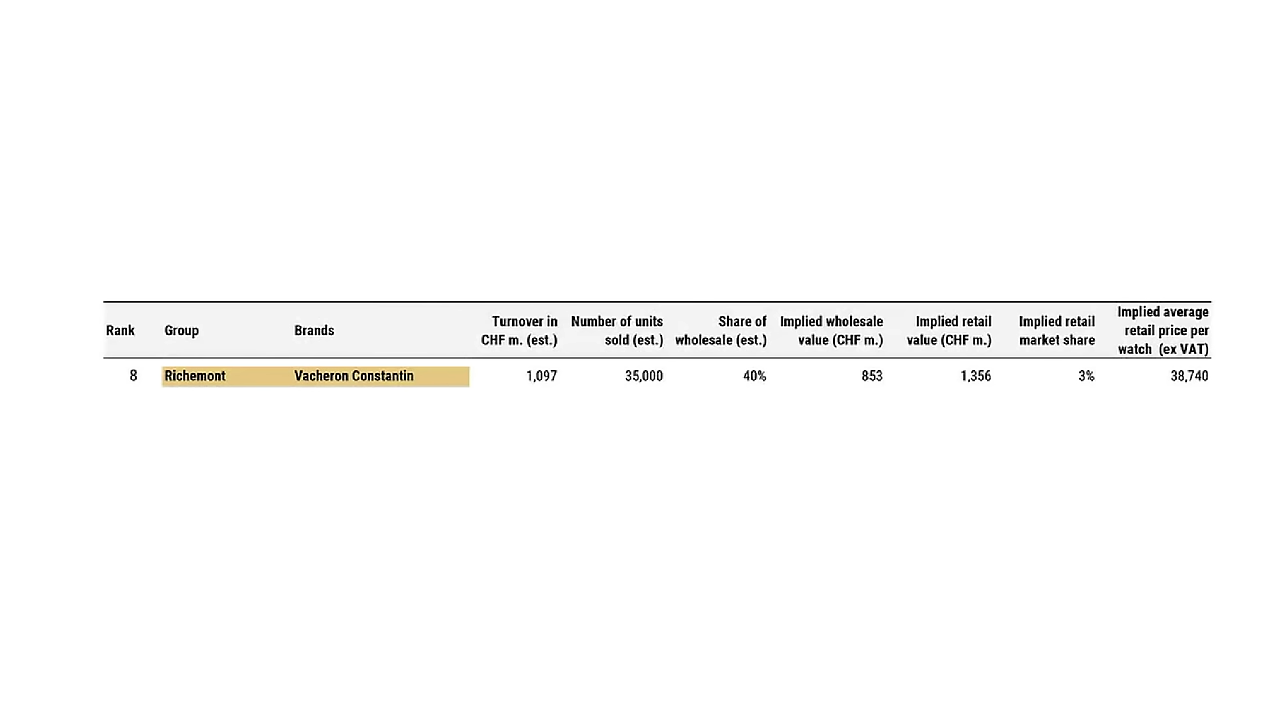 Rank Group Brands Turnover in CHF m. (est.) Number of units sold (est.) Share of wholesale (est.) Implied wholesale value (CHF m.) Implied retail value (CHF m.) Implied retail market share Implied average retail price per watch (ex VAT)
8 Richemont Vacheron Constantin 1,097 35,000 40% 853 1,356 3% 38,740